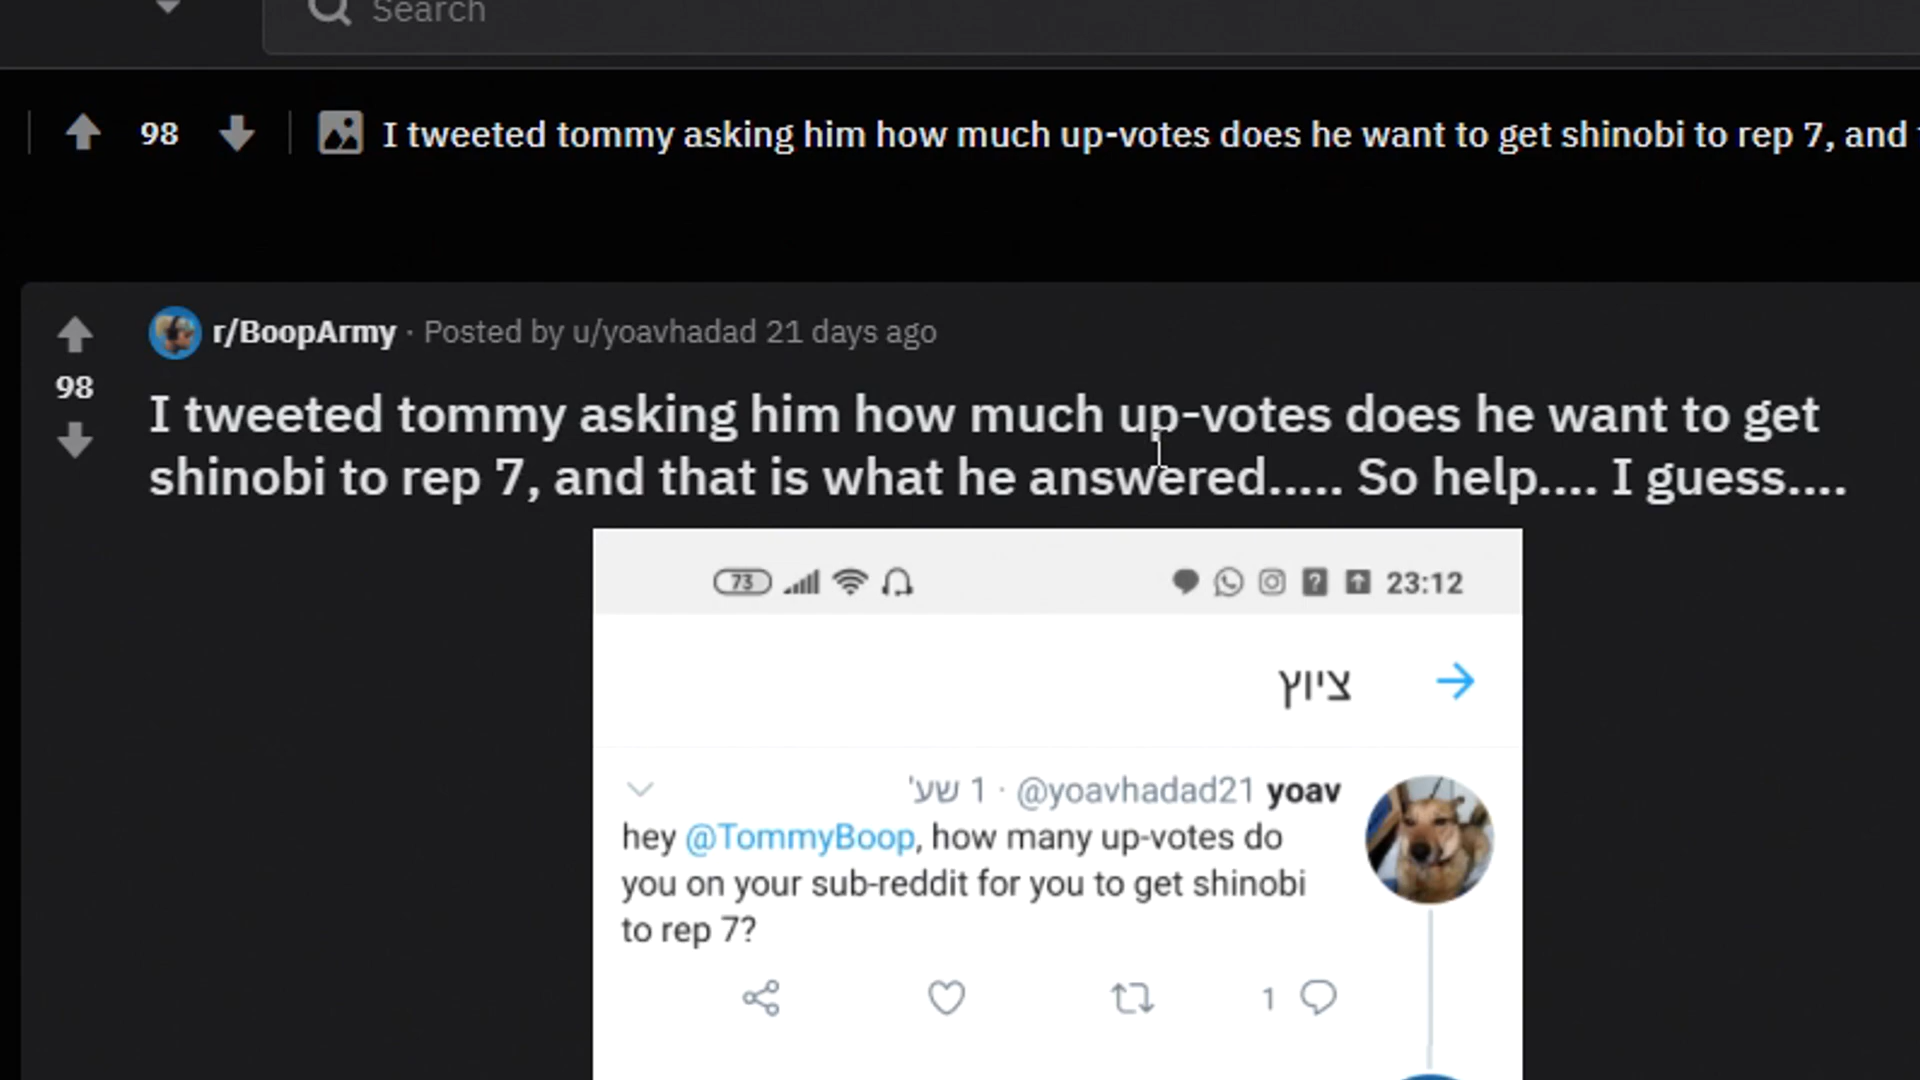 Search
98 I tweeted tommy asking him how much up-votes does he want to get shinobi to rep 7, and
r/BoopArmy · Posted by u/yoavhadad 21 days ago
98
I tweeted tommy asking him how much up-votes does he want to get
shinobi to rep 7, and that is what he answered..... So help.... I guess....
73 23:12
ציוץ
yoav @yoavhadad21 · 1 שע'
hey @TommyBoop, how many up-votes do
you on your sub-reddit for you to get shinobi
to rep 7?
1